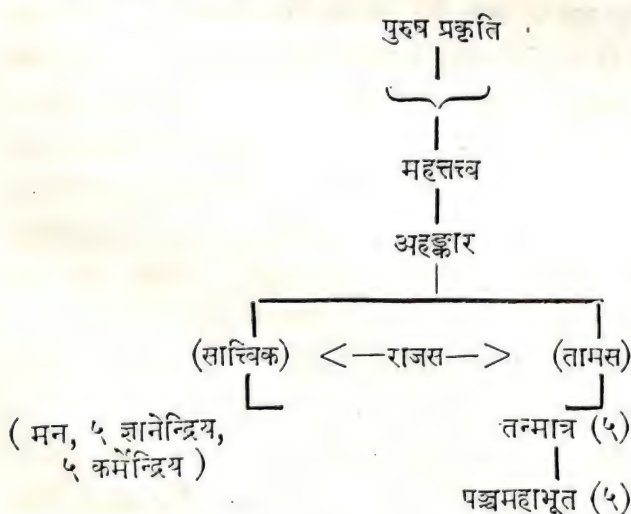 पुरुष प्रकृति
महत्तत्त्व
अहङ्कार
(सात्त्विक) <—राजस—> (तामस)
( मन, ५ ज्ञानेन्द्रिय,
५ कर्मेन्द्रिय )
तन्मात्र (५)
पञ्चमहाभूत (५)